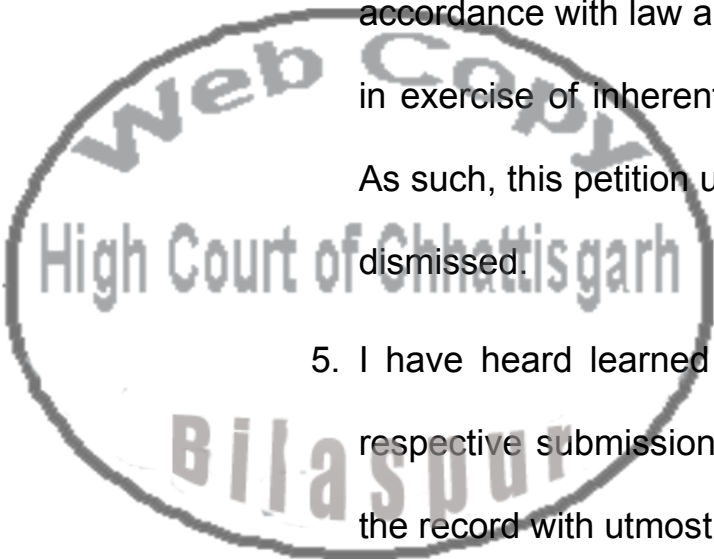 accordance with law a
in exercise of inherent
As such, this petition u
dismissed.
5. I have heard learned
respective submission
the record with utmost
Web Copy
High Court of Chhattisgarh
Bilaspur